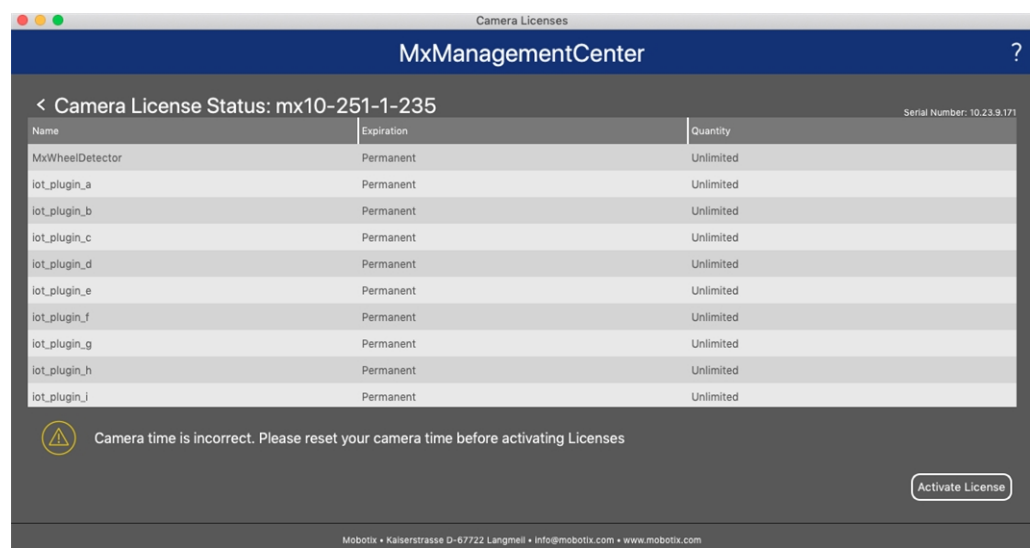 Camera Licenses
MxManagementCenter ?
< Camera License Status: mx10-251-1-235
Serial Number: 10.23.9.171
Name Expiration Quantity
MxWheelDetector Permanent Unlimited
iot_plugin_a Permanent Unlimited
iot_plugin_b Permanent Unlimited
iot_plugin_c Permanent Unlimited
iot_plugin_d Permanent Unlimited
iot_plugin_e Permanent Unlimited
iot_plugin_f Permanent Unlimited
iot_plugin_g Permanent Unlimited
iot_plugin_h Permanent Unlimited
iot_plugin_i Permanent Unlimited
Camera time is incorrect. Please reset your camera time before activating Licenses
Activate License
Mobotix • Kaiserstrasse D-67722 Langmeil • info@mobotix.com • www.mobotix.com